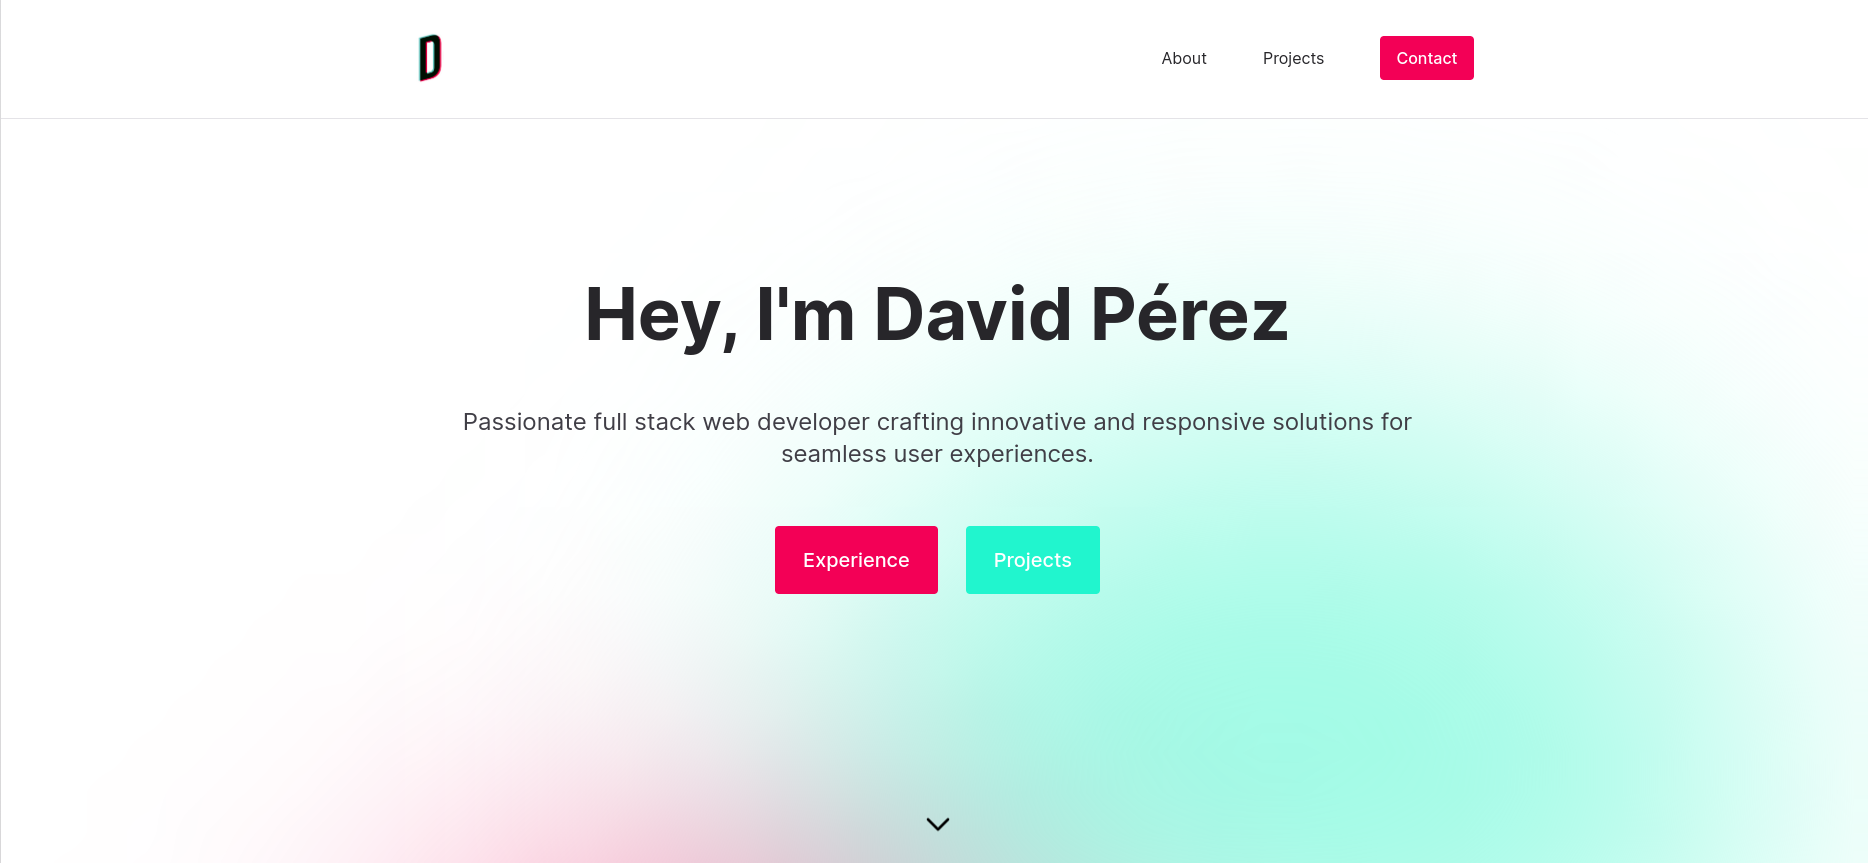 D
About
Projects
Contact
Hey, I'm David Pérez
Passionate full stack web developer crafting innovative and responsive solutions for
seamless user experiences.
Experience
Projects